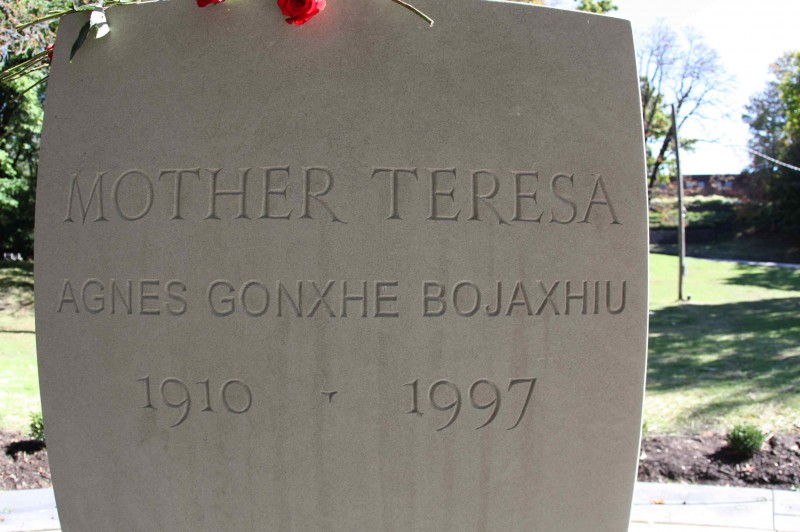 MOTHER TERESA
AGNES GONXHE BOJAXHIU
1910 - 1997